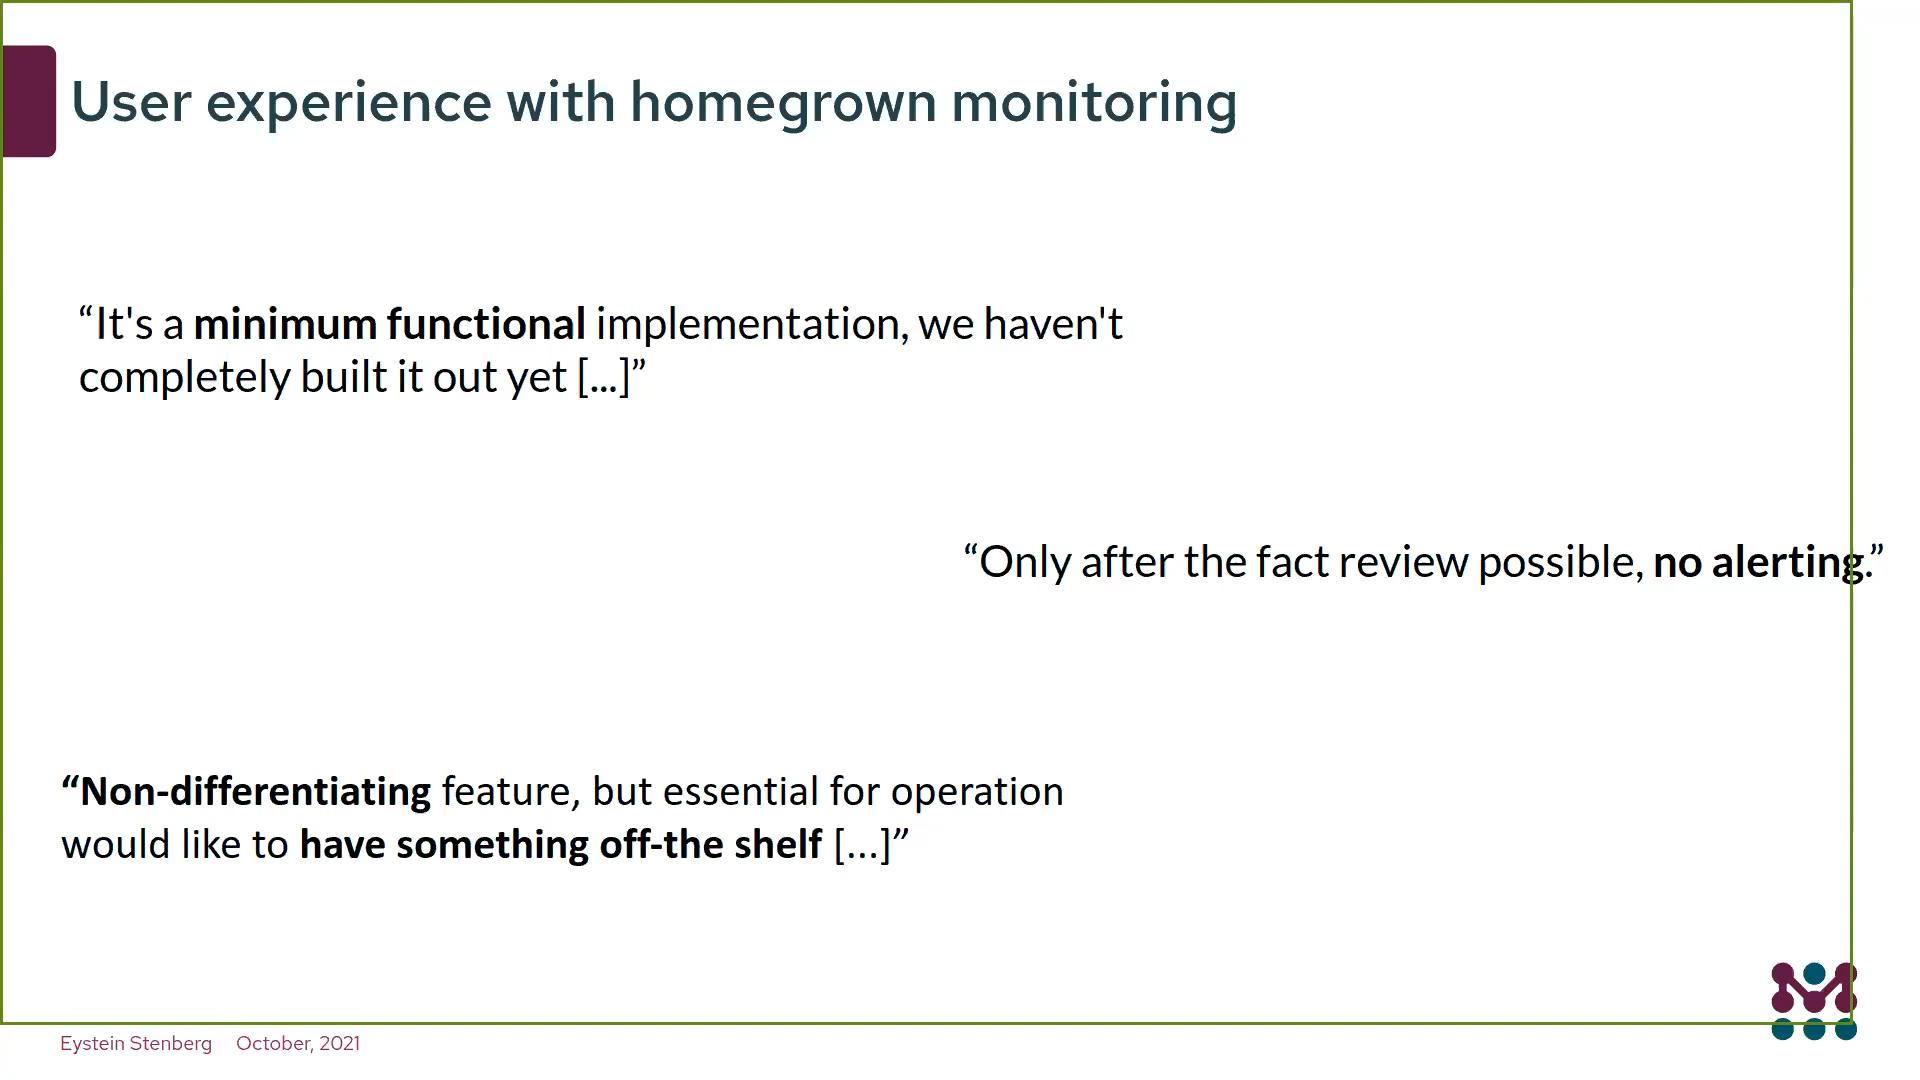 User experience with homegrown monitoring
“It's a minimum functional implementation, we haven't
completely built it out yet [...]”
“Only after the fact review possible, no alerting.”
“Non-differentiating feature, but essential for operation
would like to have something off-the shelf [...]”
Eystein Stenberg October, 2021